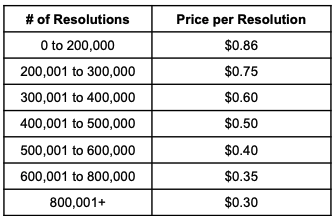 # of Resolutions Price per Resolution
0 to 200,000 $0.86
200,001 to 300,000 $0.75
300,001 to 400,000 $0.60
400,001 to 500,000 $0.50
500,001 to 600,000 $0.40
600,001 to 800,000 $0.35
800,001+ $0.30